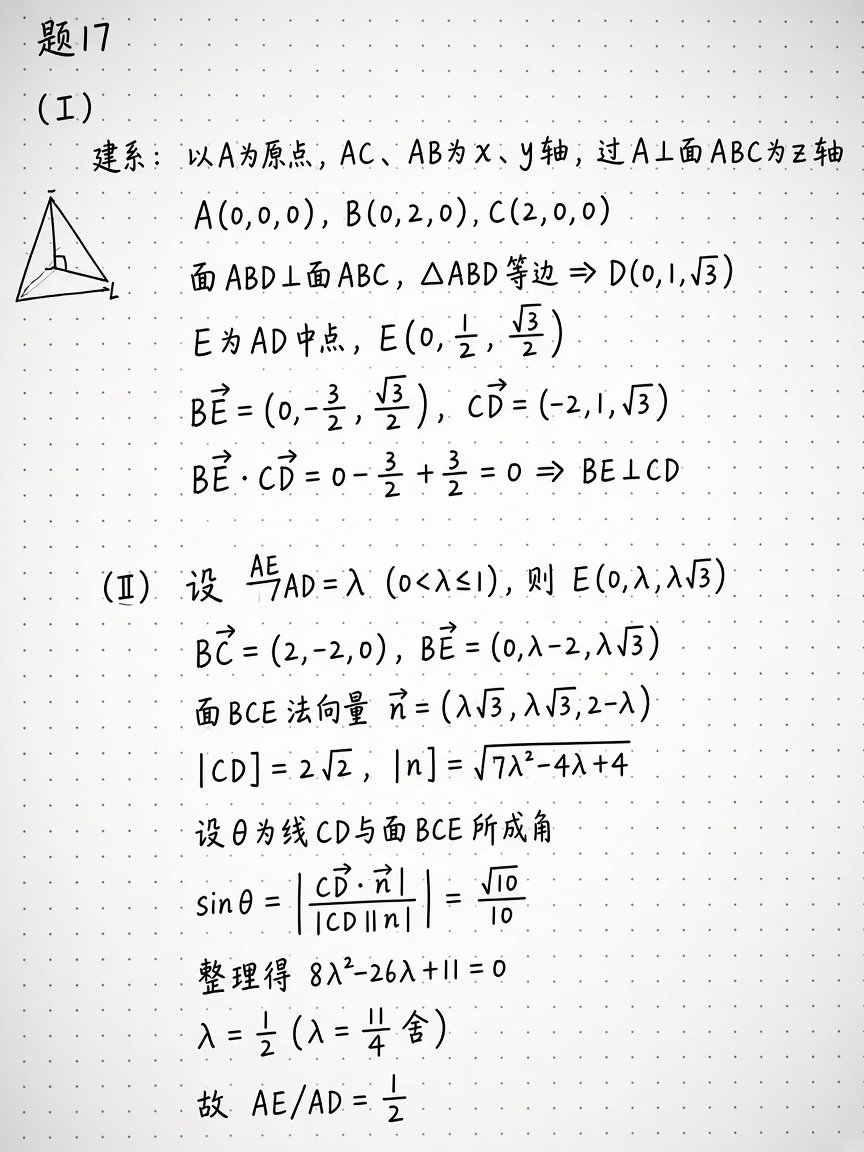 题17
(I)
建系: 以A为原点, AC、AB为x、y轴, 过A⊥面ABC为z轴
A(0,0,0), B(0,2,0), C(2,0,0)
面ABD⊥面ABC, △ABD等边 ⇒ D(0,1,√3)
E为AD中点, E(0, 1/2, √3/2)
BE⃗ = (0, -3/2, √3/2), CD⃗ = (-2,1,√3)
BE⃗ · CD⃗ = 0 - 3/2 + 3/2 = 0 ⇒ BE⊥CD
(Ⅱ) 设 AE/AD = λ (0<λ≤1), 则 E(0,λ,λ√3)
BC⃗ = (2,-2,0), BE⃗ = (0,λ-2,λ√3)
面BCE法向量 n⃗ = (λ√3,λ√3,2-λ)
|CD] = 2√2, |n] = √(7λ²-4λ+4)
设θ为线CD与面BCE所成角
sinθ = |CD⃗ · n⃗| / |CD||n|| = √10/10
整理得 8λ²-26λ+11=0
λ = 1/2 (λ = 11/4 舍)
故 AE/AD = 1/2